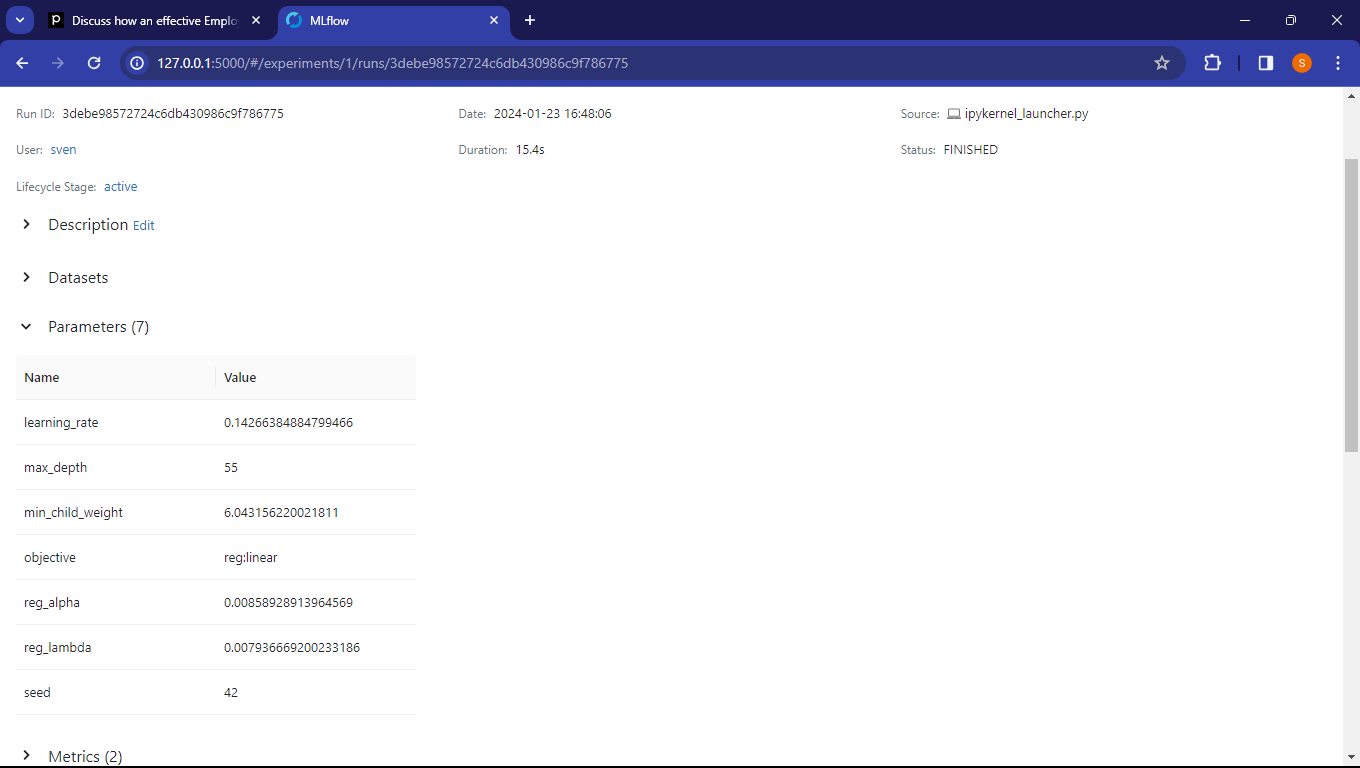 Discuss how an effective Emplo
MLflow
127.0.0.1:5000/#/experiments/1/runs/3debe98572724c6db430986c9f786775
S
Run ID: 3debe98572724c6db430986c9f786775
Date: 2024-01-23 16:48:06
Source: ipykernel_launcher.py
User: sven
Duration: 15.4s
Status: FINISHED
Lifecycle Stage: active
Description Edit
Datasets
Parameters (7)
Name Value
learning_rate 0.14266384884799466
max_depth 55
min_child_weight 6.043156220021811
objective reg:linear
reg_alpha 0.00858928913964569
reg_lambda 0.007936669200233186
seed 42
Metrics (2)